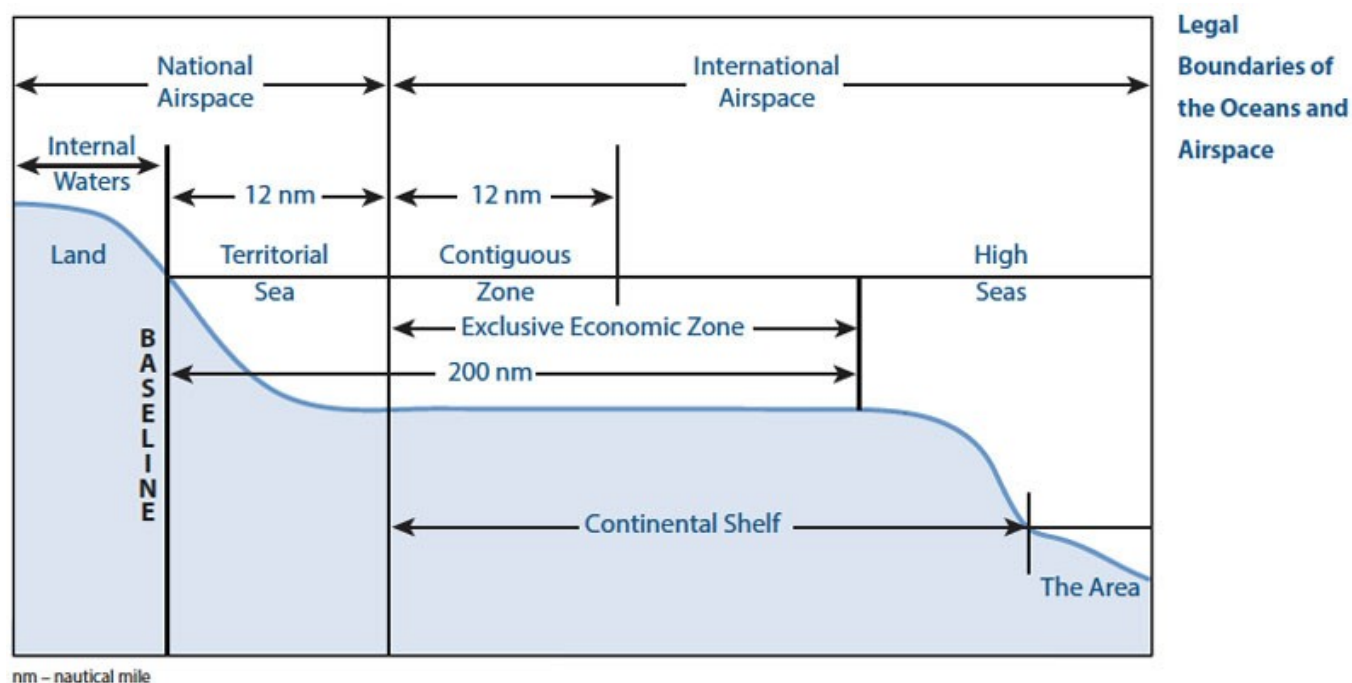 Legal
Boundaries of
the Oceans and
Airspace
National
Airspace
International
Airspace
Internal
Waters
12 nm
12 nm
Land
Territorial
Sea
Contiguous
Zone
High
Seas
Exclusive Economic Zone
200 nm
BASELINE
Continental Shelf
The Area
nm – nautical mile